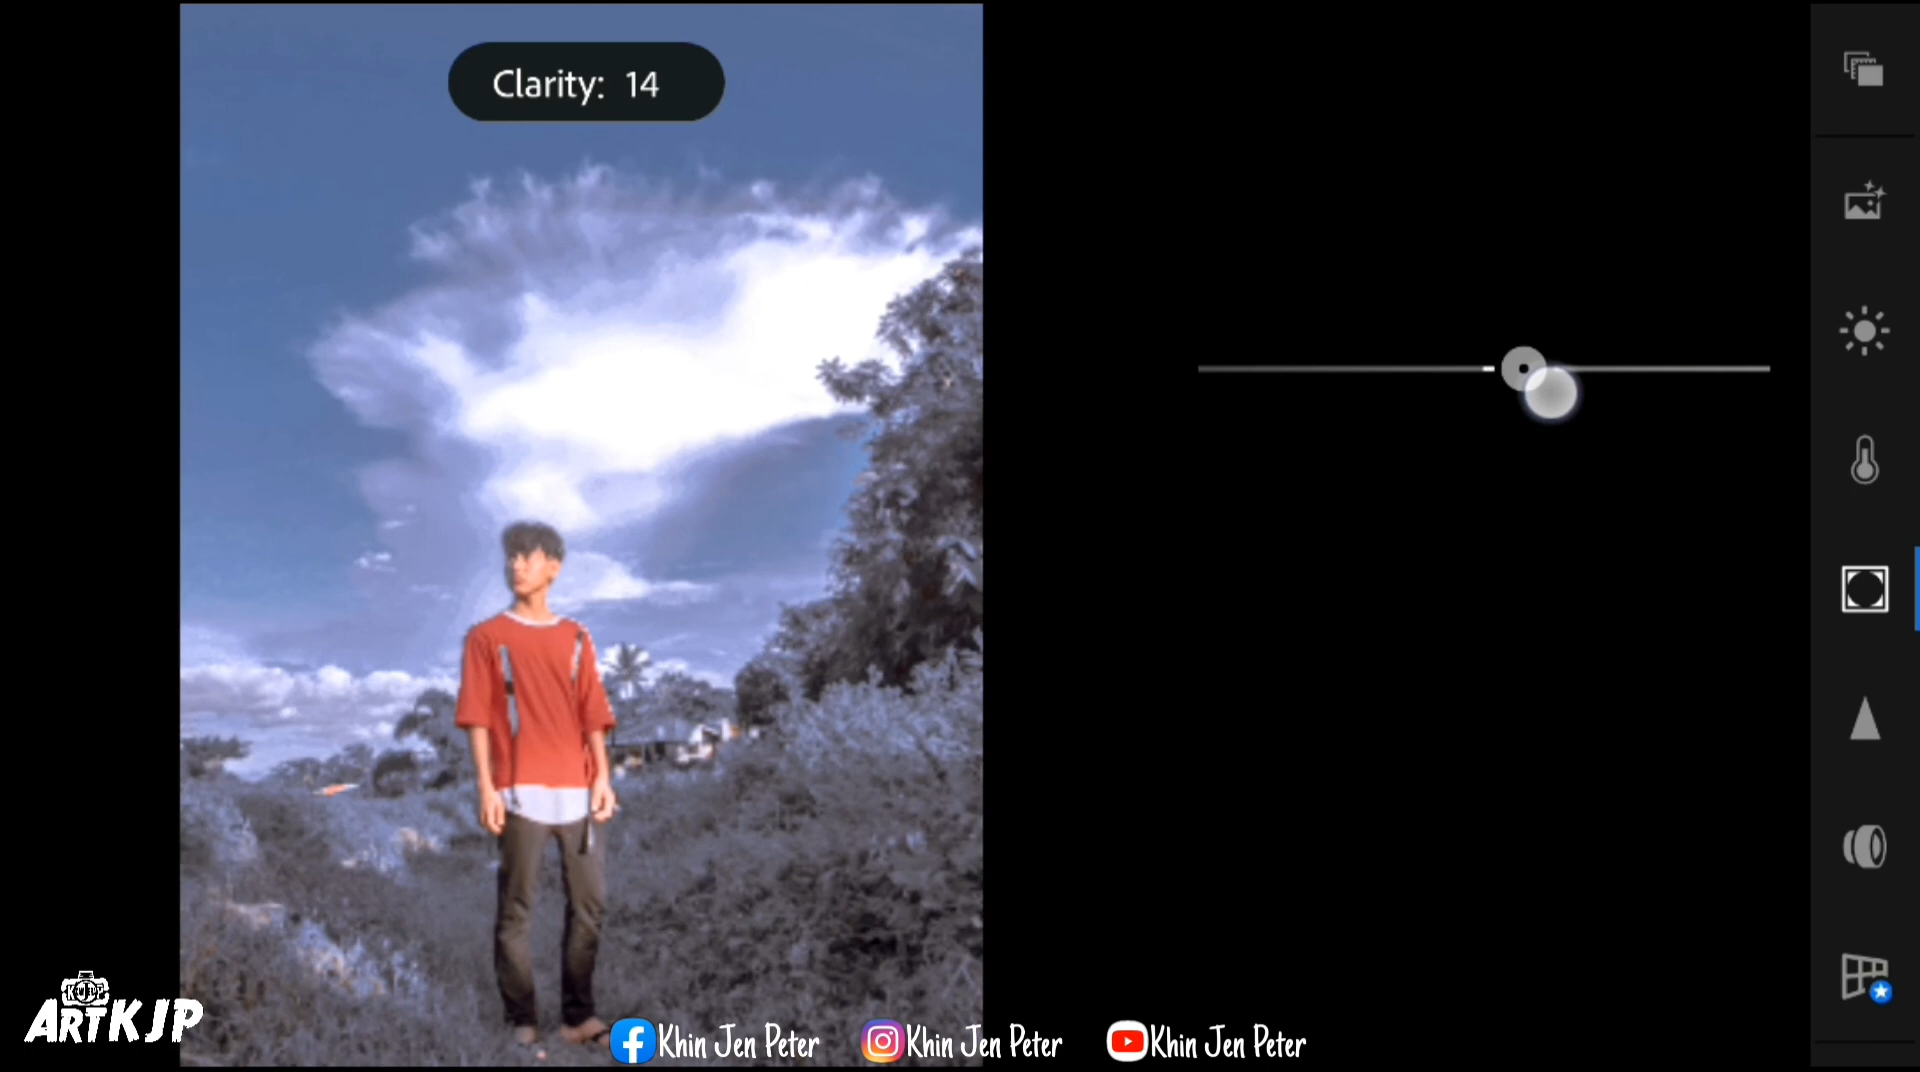 Clarity: 14
ARTKJP
Khin Jen Peter
Khin Jen Peter
Khin Jen Peter